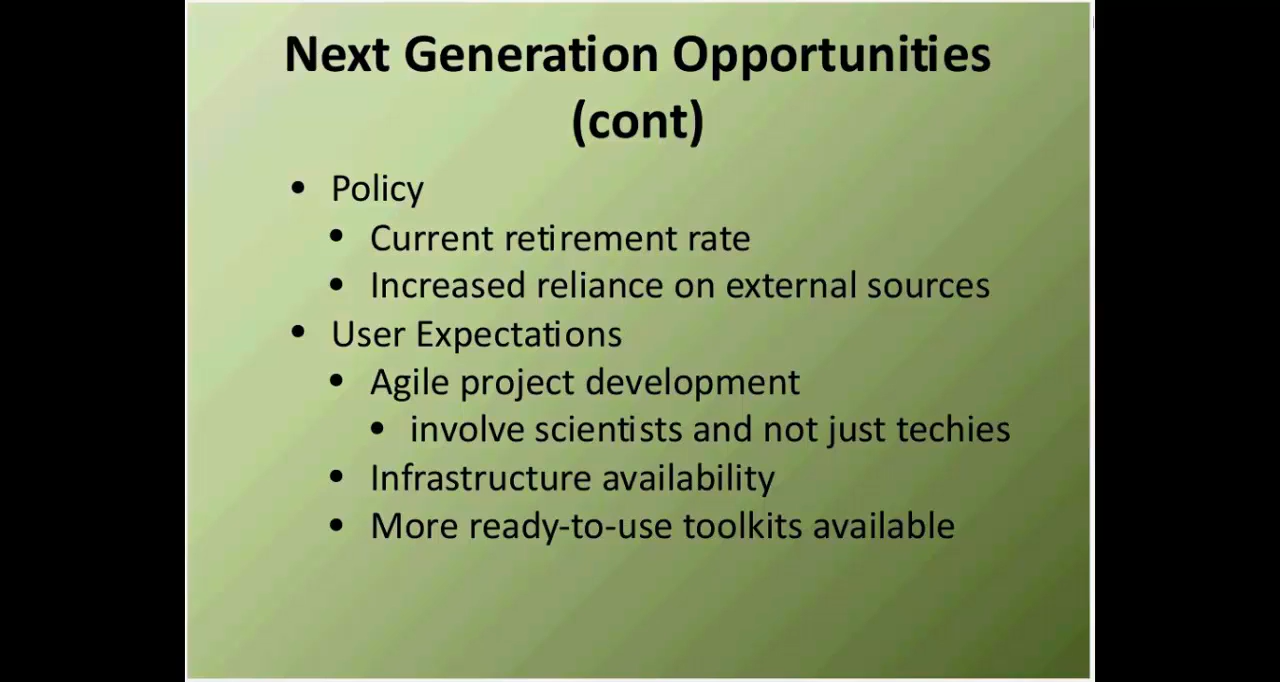 Next Generation Opportunities
(cont)
• Policy
• Current retirement rate
• Increased reliance on external sources
• User Expectations
• Agile project development
• involve scientists and not just techies
• Infrastructure availability
• More ready-to-use toolkits available